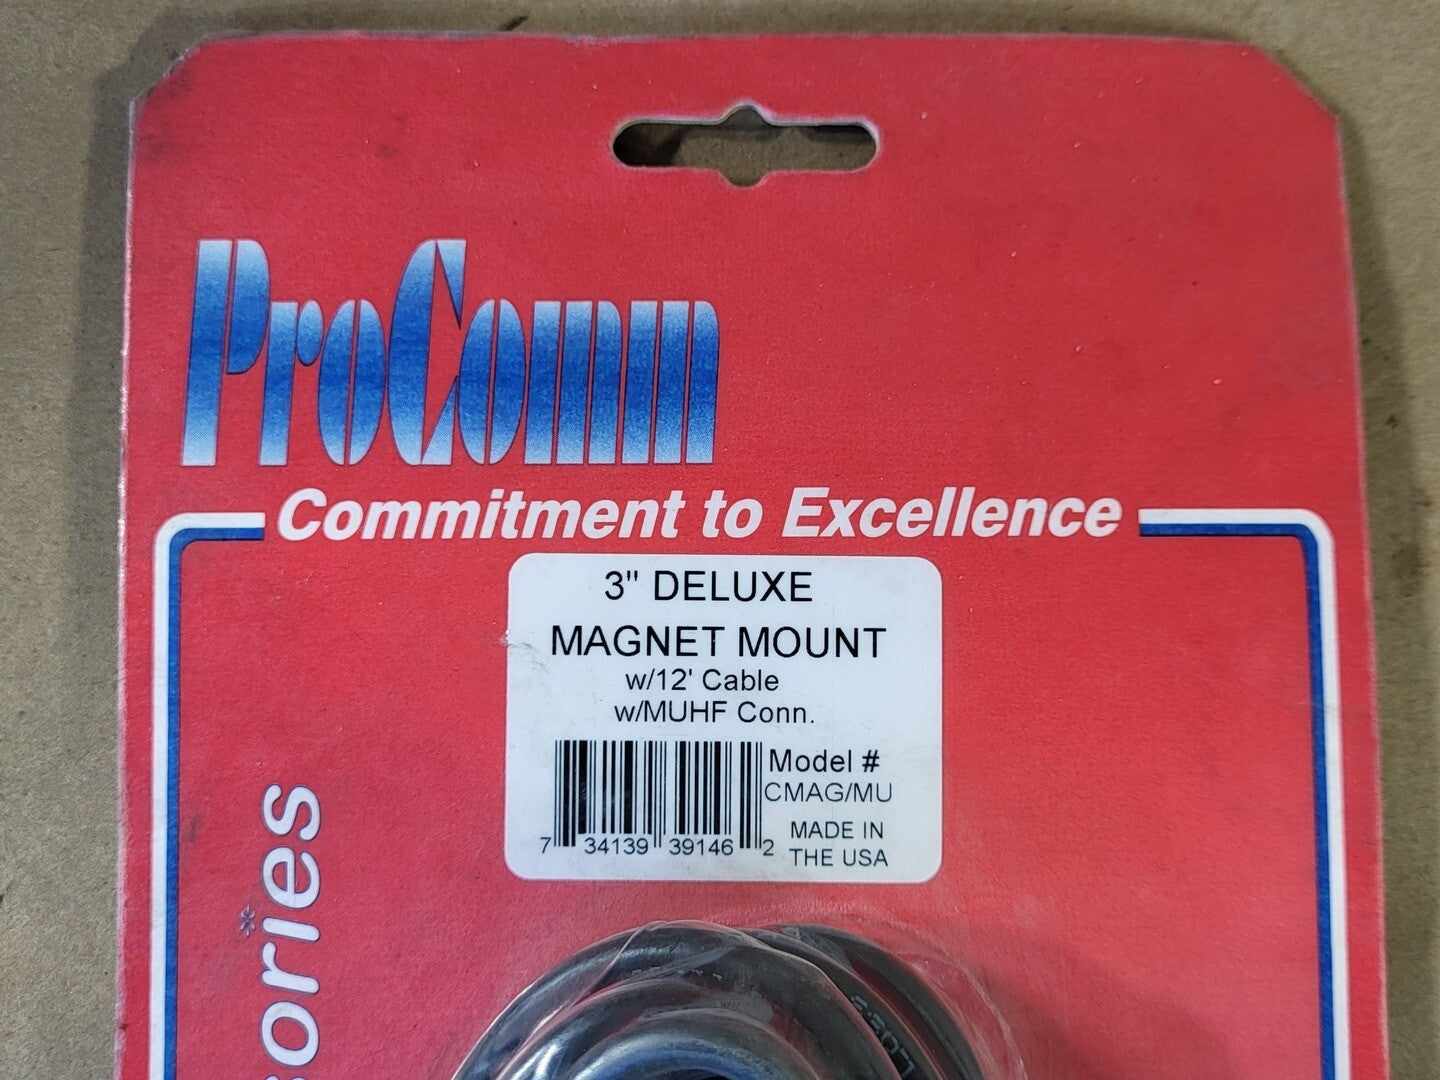 ProComm
Commitment to Excellence
3" DELUXE
MAGNET MOUNT
w/12' Cable
w/MUHF Conn.
Model #
CMAG/MU
MADE IN
THE USA
7 34139 39146 2
ories